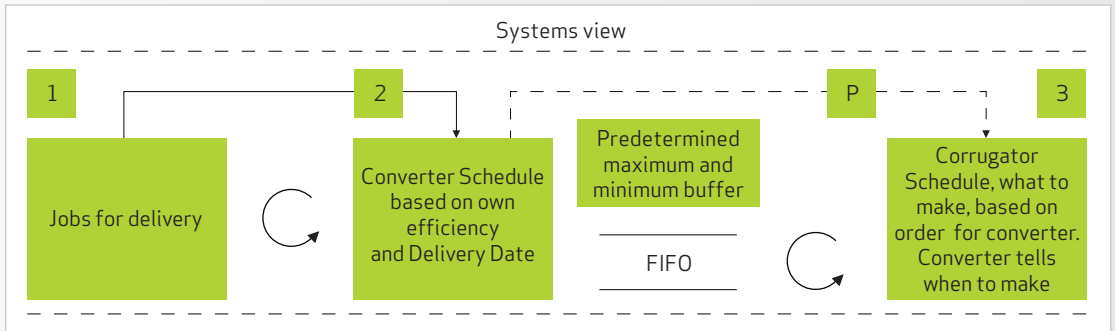 Systems view
1
2
P
3
Jobs for delivery
Converter Schedule
based on own
efficiency
and Delivery Date
Predetermined
maximum and
minimum buffer
FIFO
Corrugator
Schedule, what to
make, based on
order for converter.
Converter tells
when to make